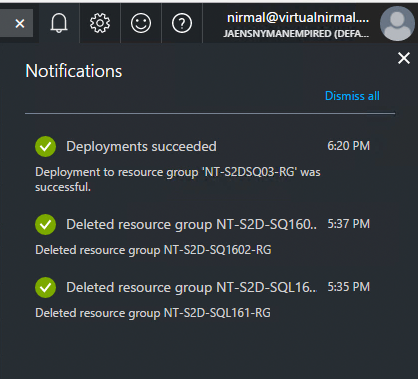 nirmal@virtualnirmal....
JAENSNYMANEMPIRED (DEFA...
Notifications
Dismiss all
Deployments succeeded 6:20 PM
Deployment to resource group 'NT-S2DSQ03-RG' was
successful.
Deleted resource group NT-S2D-SQ160... 5:37 PM
Deleted resource group NT-S2D-SQ1602-RG
Deleted resource group NT-S2D-SQL16... 5:35 PM
Deleted resource group NT-S2D-SQL161-RG